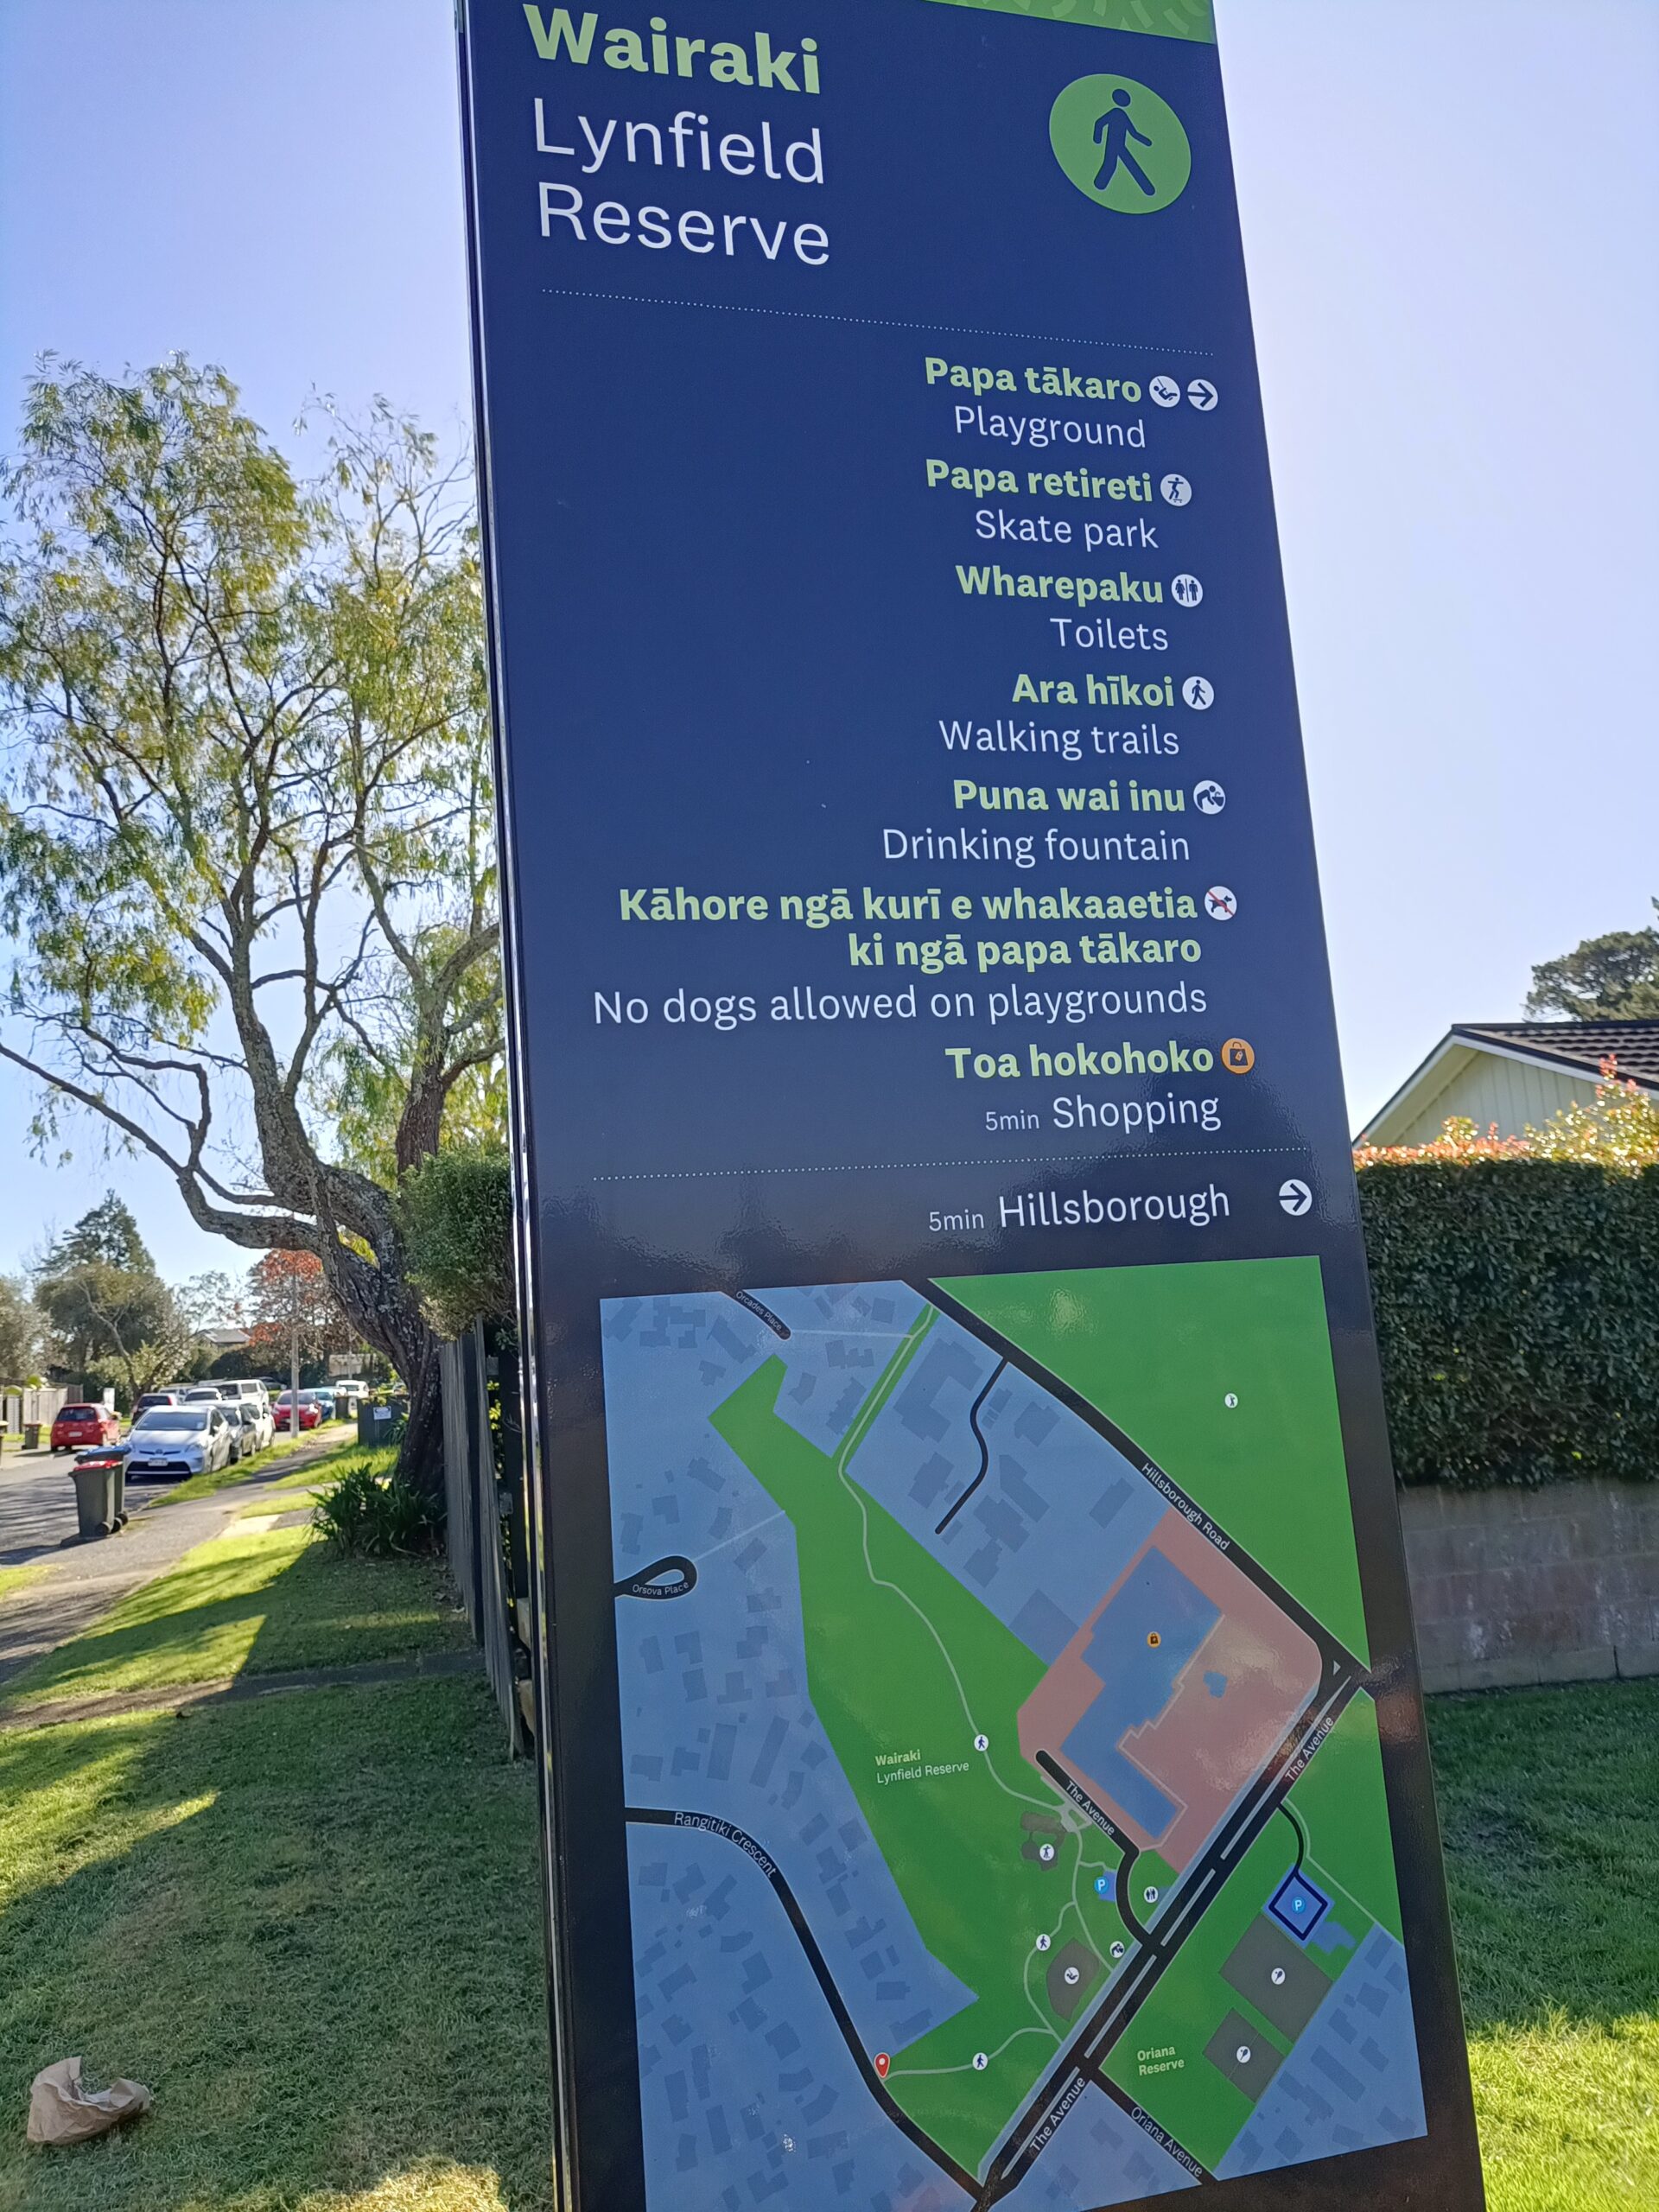 Wairaki
Lynfield
Reserve
Papa tākaro
Playground
Papa retireti
Skate park
Wharepaku
Toilets
Ara hīkoi
Walking trails
Puna wai inu
Drinking fountain
Kāhore ngā kurī e whakaaetia
ki ngā papa tākaro
No dogs allowed on playgrounds
Toa hokohoko
5min Shopping
5min Hillsborough
Orcades Place
Hillsborough Road
Orsova Place
The Avenue
Wairaki
Lynfield Reserve
The Avenue
Rangitiki Crescent
P
P
Oriana
Reserve
The Avenue
Oriana Avenue